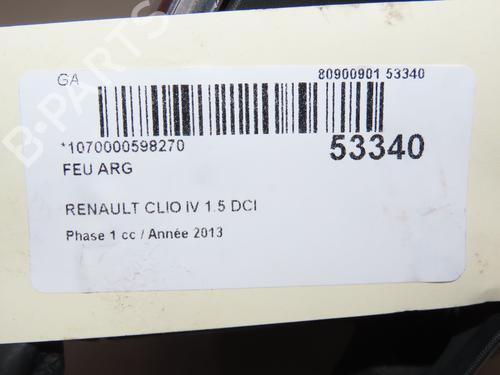 GA
80900901 53340
*1070000598270
53340
FEU ARG
RENAULT CLIO IV 1.5 DCI
Phase 1 cc / Année 2013
B-PARTS